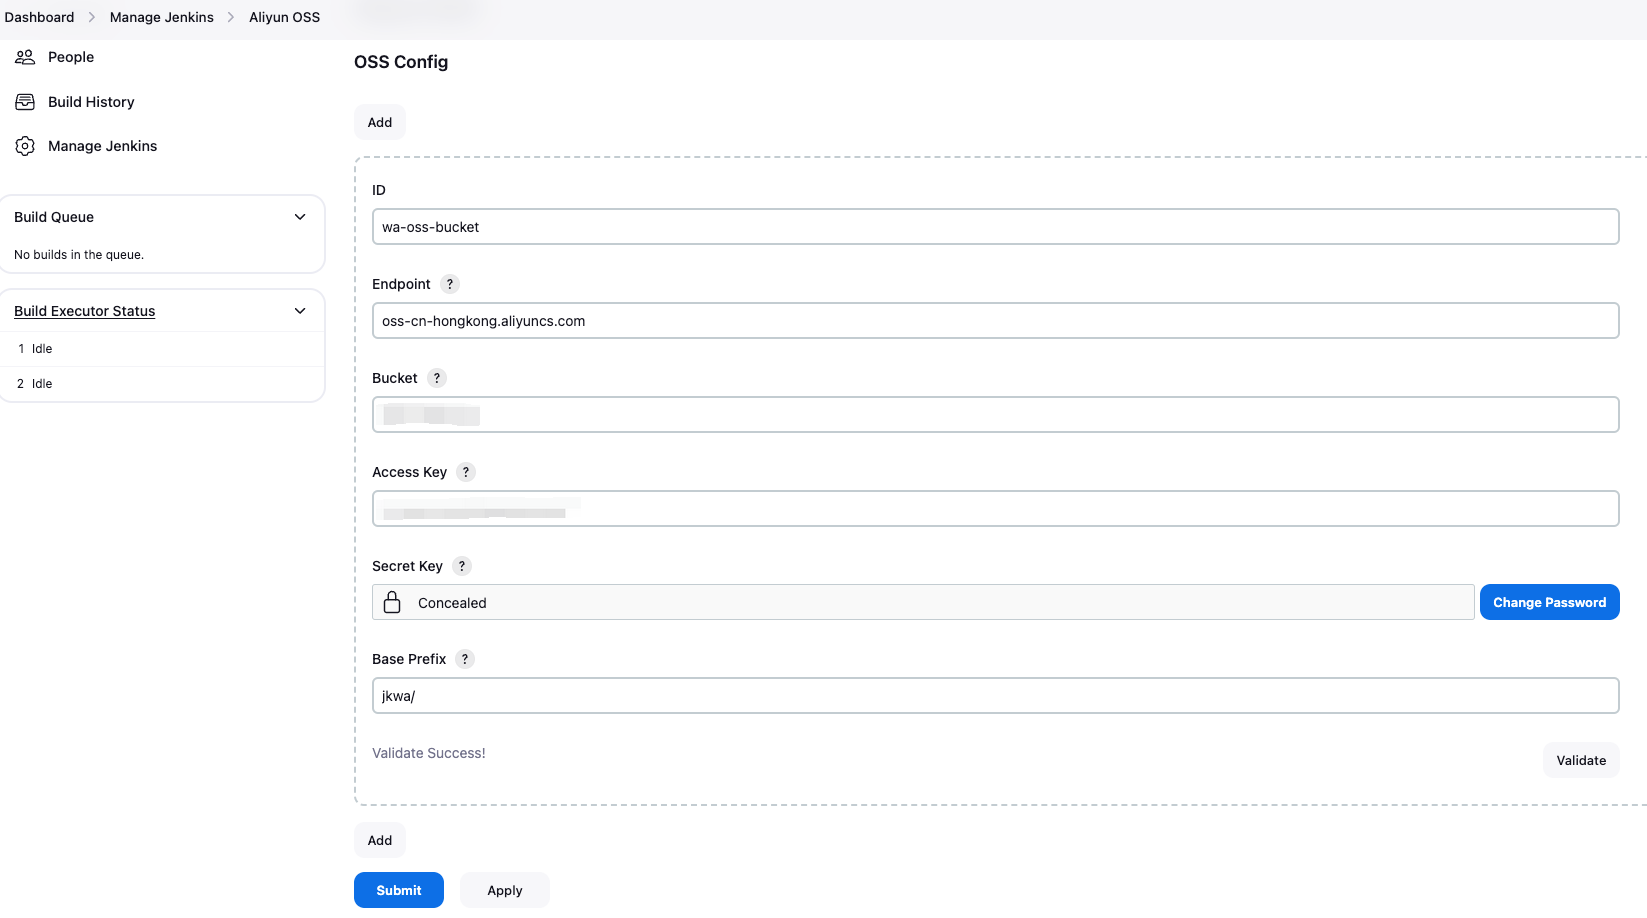 Dashboard > Manage Jenkins > Aliyun OSS
People
Build History
Manage Jenkins
Build Queue
No builds in the queue.
Build Executor Status
1 Idle
2 Idle
OSS Config
Add
ID
wa-oss-bucket
Endpoint ?
oss-cn-hongkong.aliyuncs.com
Bucket ?
Access Key ?
Secret Key ?
Concealed
Change Password
Base Prefix ?
jkwa/
Validate Success!
Validate
Add
Submit
Apply